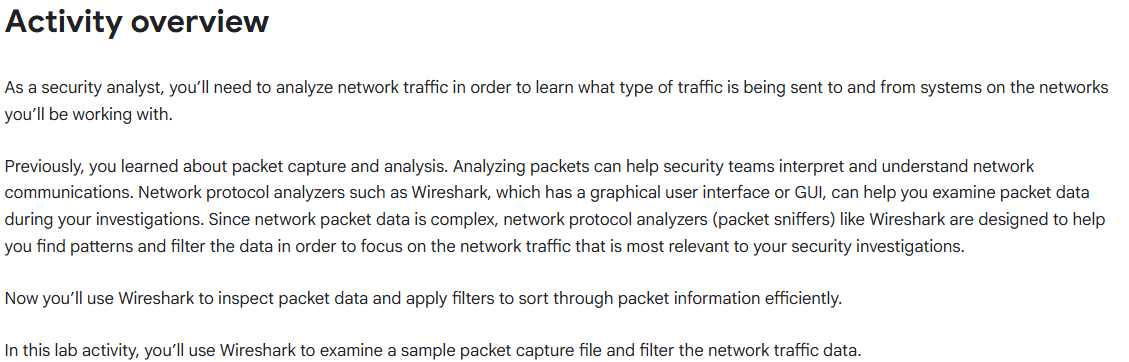 Activity overview
As a security analyst, you’ll need to analyze network traffic in order to learn what type of traffic is being sent to and from systems on the networks
you’ll be working with.
Previously, you learned about packet capture and analysis. Analyzing packets can help security teams interpret and understand network
communications. Network protocol analyzers such as Wireshark, which has a graphical user interface or GUI, can help you examine packet data
during your investigations. Since network packet data is complex, network protocol analyzers (packet sniffers) like Wireshark are designed to help
you find patterns and filter the data in order to focus on the network traffic that is most relevant to your security investigations.
Now you’ll use Wireshark to inspect packet data and apply filters to sort through packet information efficiently.
In this lab activity, you’ll use Wireshark to examine a sample packet capture file and filter the network traffic data.